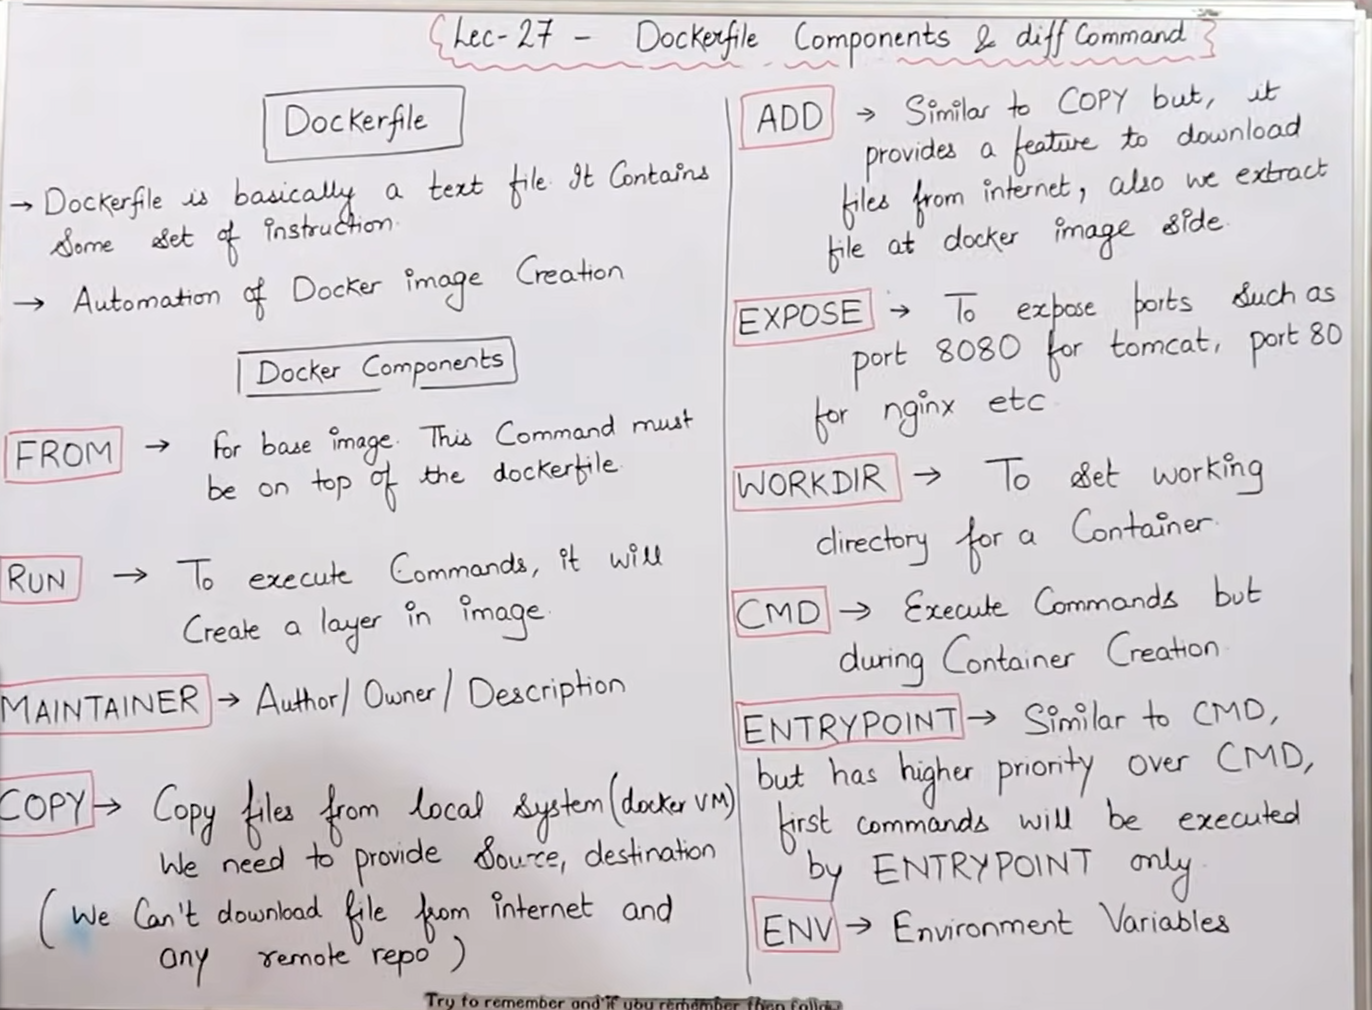 { Lec-27 - Dockerfile Components & diff Command }
Dockerfile
→ Dockerfile is basically a text file. It Contains
Some set of instruction.
→ Automation of Docker image Creation
Docker Components
FROM → for base image. This Command must
be on top of the dockerfile.
RUN → To execute Commands, it will
Create a layer in image.
MAINTAINER → Author/ Owner/ Description
COPY → Copy files from local system (docker VM)
We need to provide Source, destination
(We Can't download file from internet and
any remote repo)
ADD → Similar to COPY but, it
provides a feature to download
files from internet, also we extract
file at docker image side.
EXPOSE → To expose ports such as
port 8080 for tomcat, port 80
for nginx etc
WORKDIR → To set working
directory for a Container.
CMD → Execute Commands but
during Container Creation.
ENTRYPOINT → Similar to CMD,
but has higher priority over CMD,
first commands will be executed
by ENTRYPOINT only.
ENV → Environment Variables
Try to remember and if you remember then follow